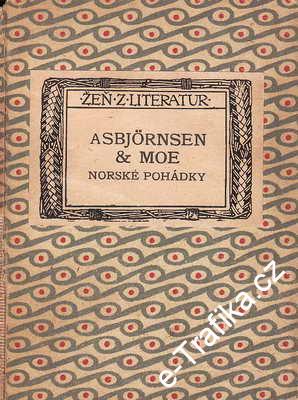 ·ŽEŇ·Z·LITERATUR·
ASBJÖRNSEN
& MOE
NORSKÉ POHÁDKY
e-Trafika.cz